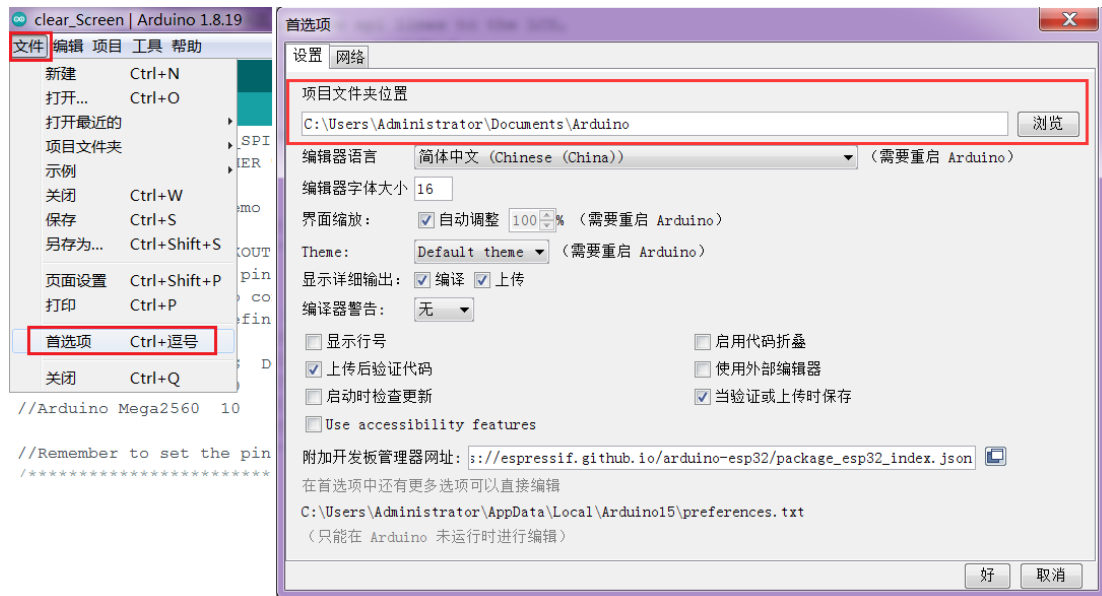 clear_Screen | Arduino 1.8.19
文件 编辑 项目 工具 帮助
新建 Ctrl+N
打开... Ctrl+O
打开最近的
项目文件夹
示例
关闭 Ctrl+W
保存 Ctrl+S
另存为... Ctrl+Shift+S
页面设置 Ctrl+Shift+P
打印 Ctrl+P
首选项 Ctrl+逗号
关闭 Ctrl+Q
_SPI
emo
KOUT
pin
co
efin
D
//Arduino Mega2560 10
//Remember to set the pin
/*************************
首选项
设置 网络
项目文件夹位置
C:\Users\Administrator\Documents\Arduino 浏览
编辑器语言 简体中文 (Chinese (China)) (需要重启 Arduino)
编辑器字体大小 16
界面缩放: 自动调整 100 % (需要重启 Arduino)
Theme: Default theme (需要重启 Arduino)
显示详细输出: 编译 上传
编译器警告: 无
显示行号 启用代码折叠
上传后验证代码 使用外部编辑器
启动时检查更新 当验证或上传时保存
Use accessibility features
附加开发板管理器网址: s://espressif.github.io/arduino-esp32/package_esp32_index.json
在首选项中还有更多选项可以直接编辑
C:\Users\Administrator\AppData\Local\Arduino15\preferences.txt
(只能在 Arduino 未运行时进行编辑)
好 取消